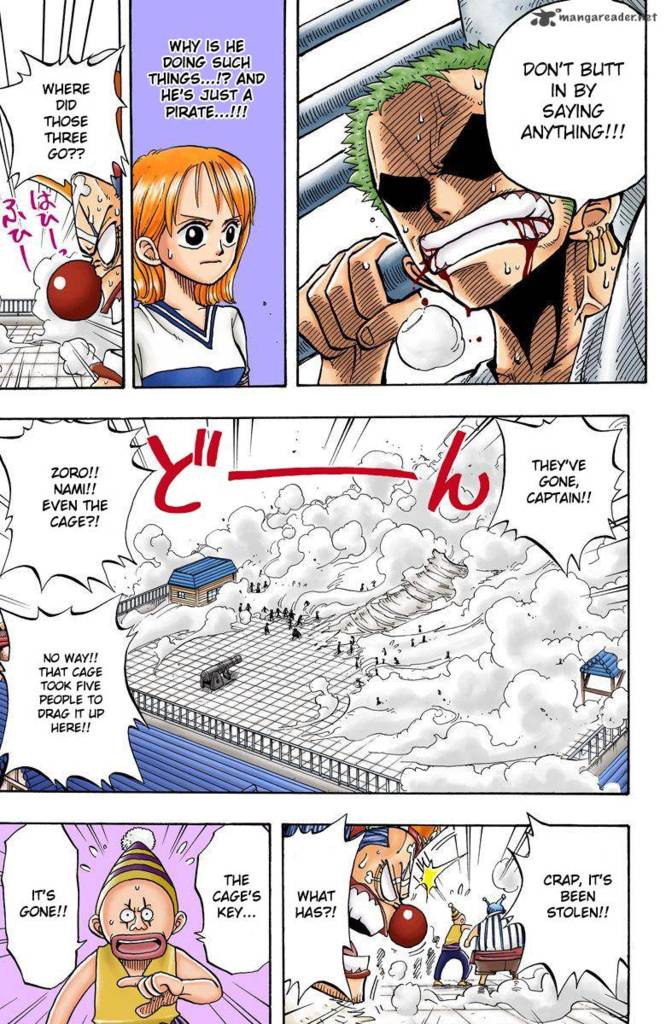 mangareader.net
DON'T BUTT
IN BY
SAYING
ANYTHING!!!
WHY IS HE
DOING SUCH
THINGS...!? AND
HE'S JUST A
PIRATE...!!!
WHERE
DID
THOSE
THREE
GO??
はひー
ふひー
THEY'VE
GONE,
CAPTAIN!!
どーん
ZORO!!
NAMI!!
EVEN THE
CAGE?!
NO WAY!!
THAT CAGE
TOOK FIVE
PEOPLE TO
DRAG IT UP
HERE!!
CRAP, IT'S
BEEN
STOLEN!!
WHAT
HAS?!
THE
CAGE'S
KEY...
IT'S
GONE!!